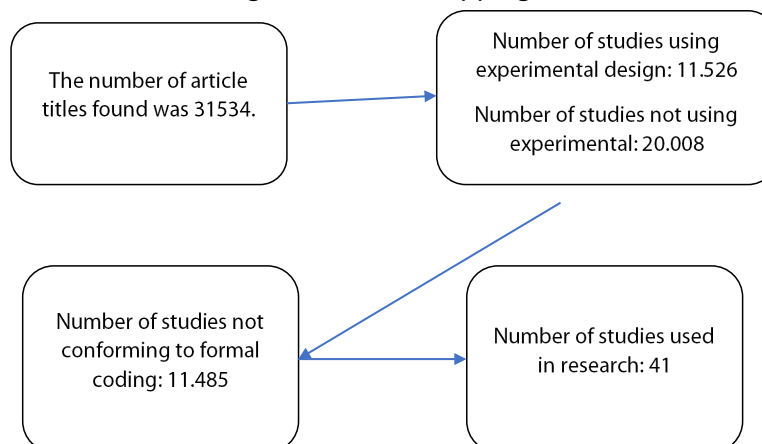 The number of article
titles found was 31534.
Number of studies using
experimental design: 11.526
Number of studies not using
experimental: 20.008
Number of studies not
conforming to formal
coding: 11.485
Number of studies used
in research: 41